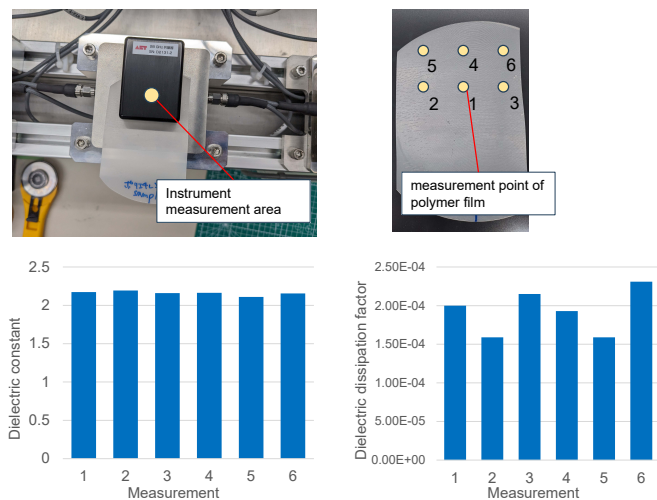 AET
Instrument
measurement area
5 4 6
2 1 3
measurement point of
polymer film
2.5
2
1.5
1
0.5
0
Dielectric constant
1 2 3 4 5 6
Measurement
2.50E-04
2.00E-04
1.50E-04
1.00E-04
5.00E-05
0.00E+00
Dielectric dissipation factor
1 2 3 4 5 6
Measurement